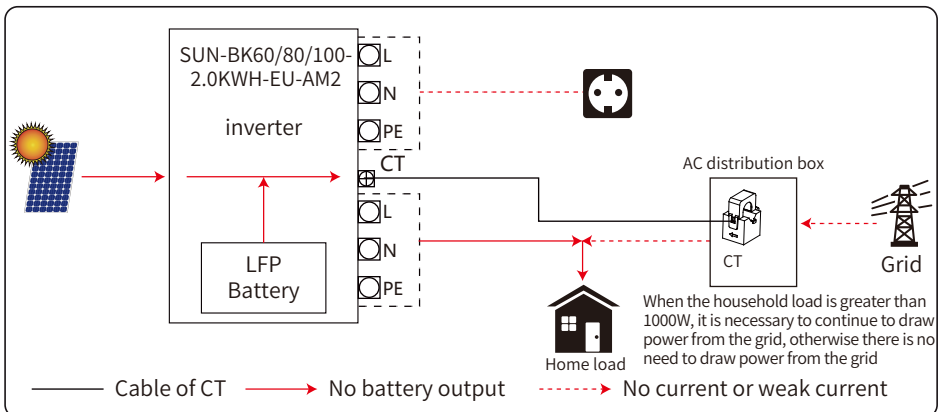 SUN-BK60/80/100-
2.0KWH-EU-AM2
inverter
L
N
PE
CT
L
N
PE
LFP
Battery
AC distribution box
CT
Grid
Home load
When the household load is greater than
1000W, it is necessary to continue to draw
power from the grid, otherwise there is no
need to draw power from the grid
Cable of CT
No battery output
No current or weak current